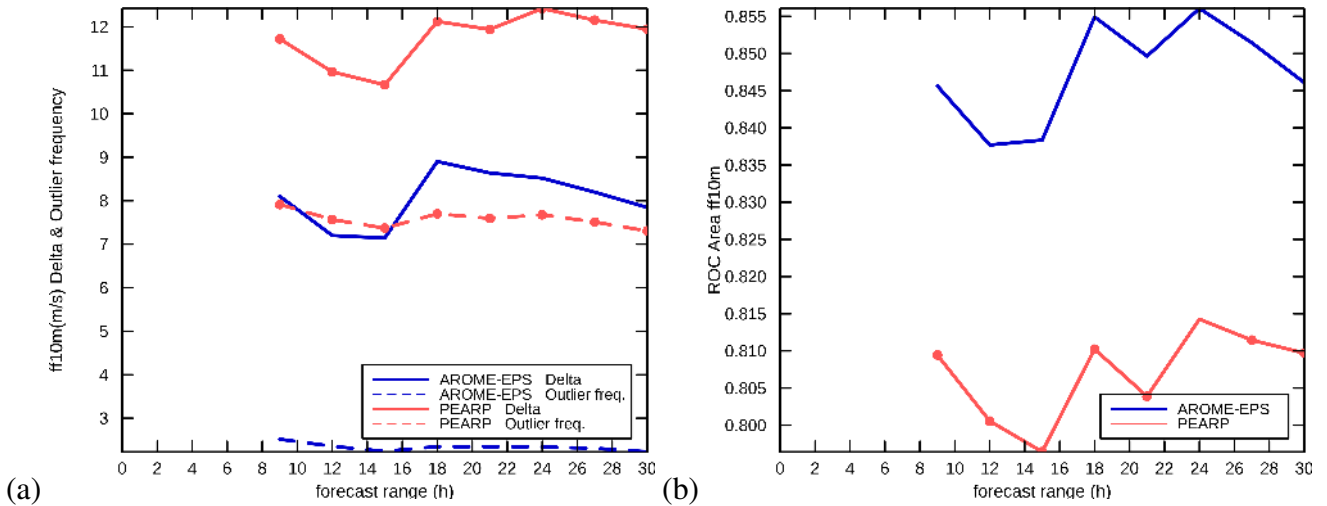 12
11
10
9
8
7
6
5
4
3
ff10m(m/s) Delta & Outlier frequency
AROME-EPS Delta
AROME-EPS Outlier freq.
PEARP Delta
PEARP Outlier freq.
0 2 4 6 8 10 12 14 16 18 20 22 24 26 28 30
forecast range (h)
(a)
0.855
0.850
0.845
0.840
0.835
0.830
0.825
0.820
0.815
0.810
0.805
0.800
ROC Area ff10m
AROME-EPS
PEARP
0 2 4 6 8 10 12 14 16 18 20 22 24 26 28 30
forecast range (h)
(b)